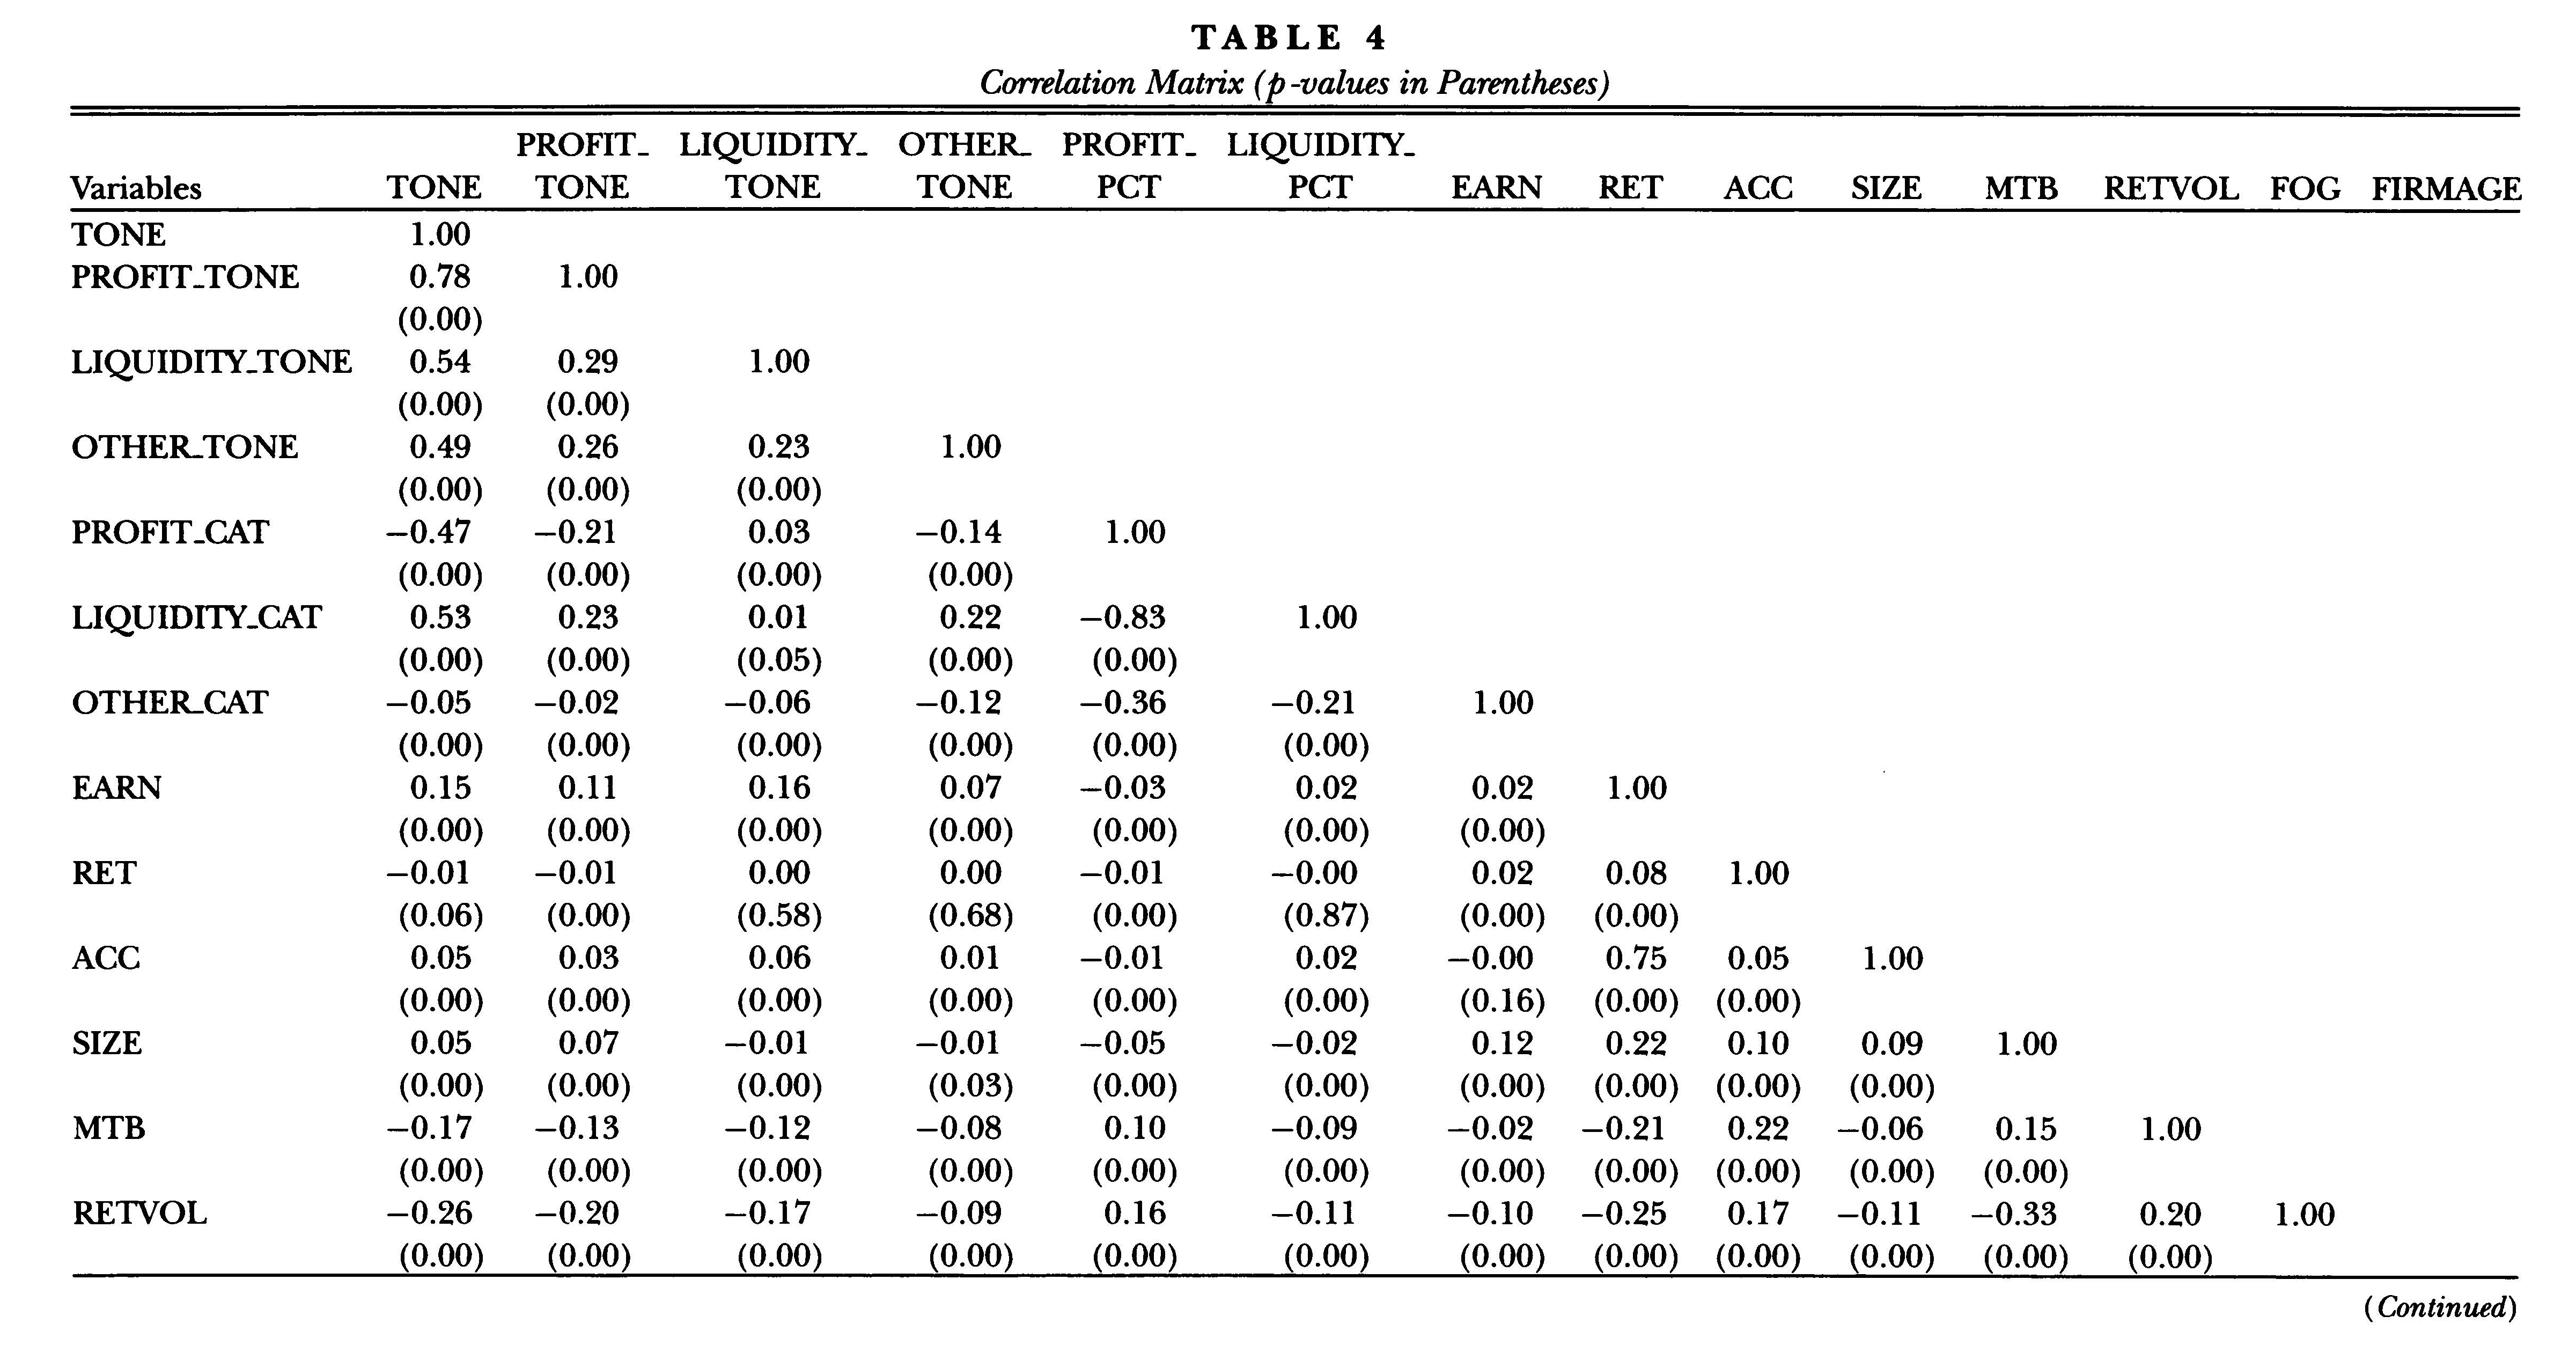 TABLE 4
Correlation Matrix (p-values in Parentheses)
PROFIT_ LIQUIDITY_ OTHER_ PROFIT_ LIQUIDITY_
Variables TONE TONE TONE TONE PCT PCT EARN RET ACC SIZE MTB RETVOL FOG FIRMAGE
TONE 1.00
PROFIT_TONE 0.78 1.00
(0.00)
LIQUIDITY_TONE 0.54 0.29 1.00
(0.00) (0.00)
OTHER_TONE 0.49 0.26 0.23 1.00
(0.00) (0.00) (0.00)
PROFIT_CAT −0.47 −0.21 0.03 −0.14 1.00
(0.00) (0.00) (0.00) (0.00)
LIQUIDITY_CAT 0.53 0.23 0.01 0.22 −0.83 1.00
(0.00) (0.00) (0.05) (0.00) (0.00)
OTHER_CAT −0.05 −0.02 −0.06 −0.12 −0.36 −0.21 1.00
(0.00) (0.00) (0.00) (0.00) (0.00) (0.00)
EARN 0.15 0.11 0.16 0.07 −0.03 0.02 0.02 1.00
(0.00) (0.00) (0.00) (0.00) (0.00) (0.00) (0.00)
RET −0.01 −0.01 0.00 0.00 −0.01 −0.00 0.02 0.08 1.00
(0.06) (0.00) (0.58) (0.68) (0.00) (0.87) (0.00) (0.00)
ACC 0.05 0.03 0.06 0.01 −0.01 0.02 −0.00 0.75 0.05 1.00
(0.00) (0.00) (0.00) (0.00) (0.00) (0.00) (0.16) (0.00) (0.00)
SIZE 0.05 0.07 −0.01 −0.01 −0.05 −0.02 0.12 0.22 0.10 0.09 1.00
(0.00) (0.00) (0.00) (0.03) (0.00) (0.00) (0.00) (0.00) (0.00) (0.00)
MTB −0.17 −0.13 −0.12 −0.08 0.10 −0.09 −0.02 −0.21 0.22 −0.06 0.15 1.00
(0.00) (0.00) (0.00) (0.00) (0.00) (0.00) (0.00) (0.00) (0.00) (0.00) (0.00)
RETVOL −0.26 −0.20 −0.17 −0.09 0.16 −0.11 −0.10 −0.25 0.17 −0.11 −0.33 0.20 1.00
(0.00) (0.00) (0.00) (0.00) (0.00) (0.00) (0.00) (0.00) (0.00) (0.00) (0.00) (0.00)
(Continued)